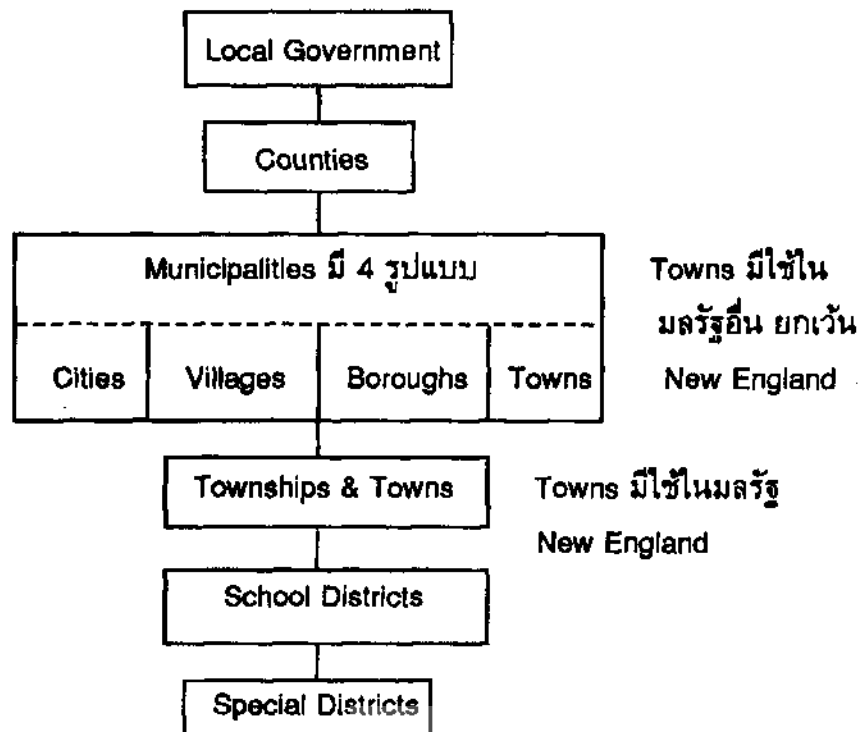 Local Government
Counties
Municipalities มี 4 รูปแบบ
Cities
Villages
Boroughs
Towns
Towns มีใช้ใน
มลรัฐอื่น ยกเว้น
New England
Townships & Towns
Towns มีใช้ในมลรัฐ
New England
School Districts
Special Districts